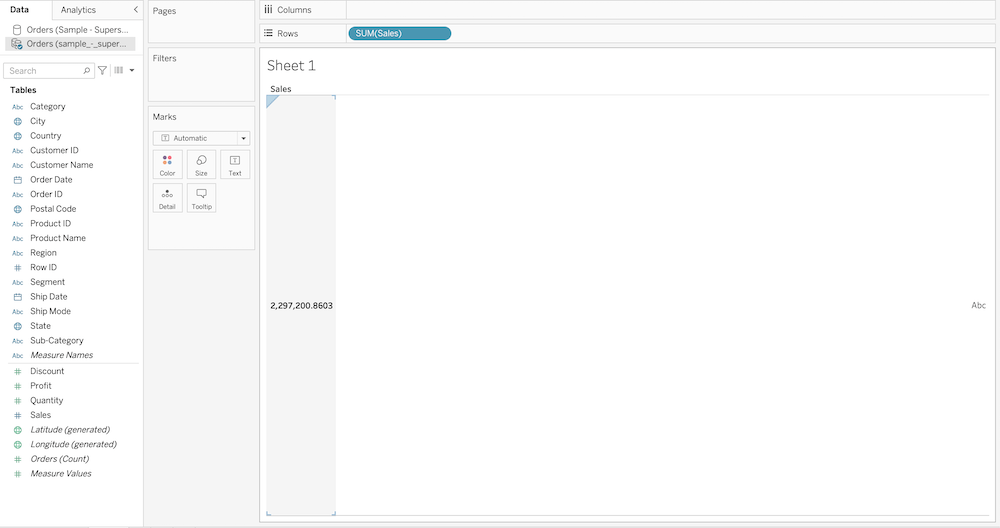 Data
Analytics
Orders (Sample - Supers...
Orders (sample_-_super...
Search
Tables
Abc Category
City
Country
Abc Customer ID
Abc Customer Name
Order Date
Abc Order ID
Postal Code
Abc Product ID
Abc Product Name
Abc Region
Row ID
Abc Segment
Ship Date
Abc Ship Mode
State
Abc Sub-Category
Abc Measure Names
Discount
Profit
Quantity
Sales
Latitude (generated)
Longitude (generated)
Orders (Count)
Measure Values
Pages
Filters
Marks
T Automatic
Color
Size
T
Text
Detail
Tooltip
Columns
Rows
SUM(Sales)
Sheet 1
Sales
2,297,200.8603
Abc